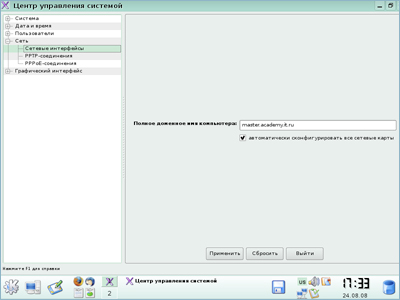 Центр управления системой
Система
Дата и время
Пользователи
Сеть
Сетевые интерфейсы
PPTP-соединения
PPPoE-соединения
Графический интерфейс
Полное доменное имя компьютера:
master.academy.it.ru
автоматически сконфигурировать все сетевые карты
Применить
Сбросить
Выйти
Нажмите F1 для справки
2
Центр управления системой
US
17:33
24.08.08